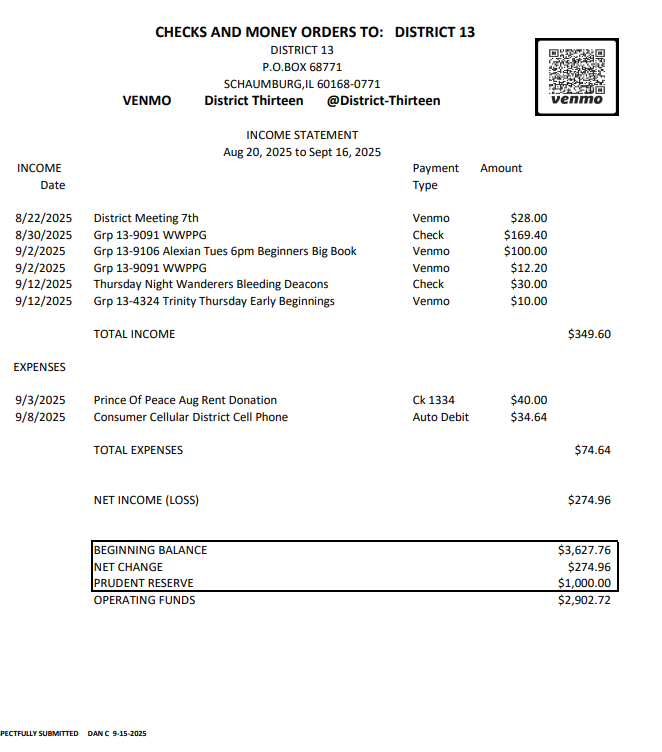 CHECKS AND MONEY ORDERS TO: DISTRICT 13
DISTRICT 13
P.O.BOX 68771
SCHAUMBURG,IL 60168-0771
VENMO District Thirteen @District-Thirteen
venmo
INCOME STATEMENT
Aug 20, 2025 to Sept 16, 2025
INCOME Payment Amount
Date Type
8/22/2025 District Meeting 7th Venmo $28.00
8/30/2025 Grp 13-9091 WWPPG Check $169.40
9/2/2025 Grp 13-9106 Alexian Tues 6pm Beginners Big Book Venmo $100.00
9/2/2025 Grp 13-9091 WWPPG Venmo $12.20
9/12/2025 Thursday Night Wanderers Bleeding Deacons Check $30.00
9/12/2025 Grp 13-4324 Trinity Thursday Early Beginnings Venmo $10.00
TOTAL INCOME $349.60
EXPENSES
9/3/2025 Prince Of Peace Aug Rent Donation Ck 1334 $40.00
9/8/2025 Consumer Cellular District Cell Phone Auto Debit $34.64
TOTAL EXPENSES $74.64
NET INCOME (LOSS) $274.96
BEGINNING BALANCE $3,627.76
NET CHANGE $274.96
PRUDENT RESERVE $1,000.00
OPERATING FUNDS $2,902.72
PECTFULLY SUBMITTED DAN C 9-15-2025